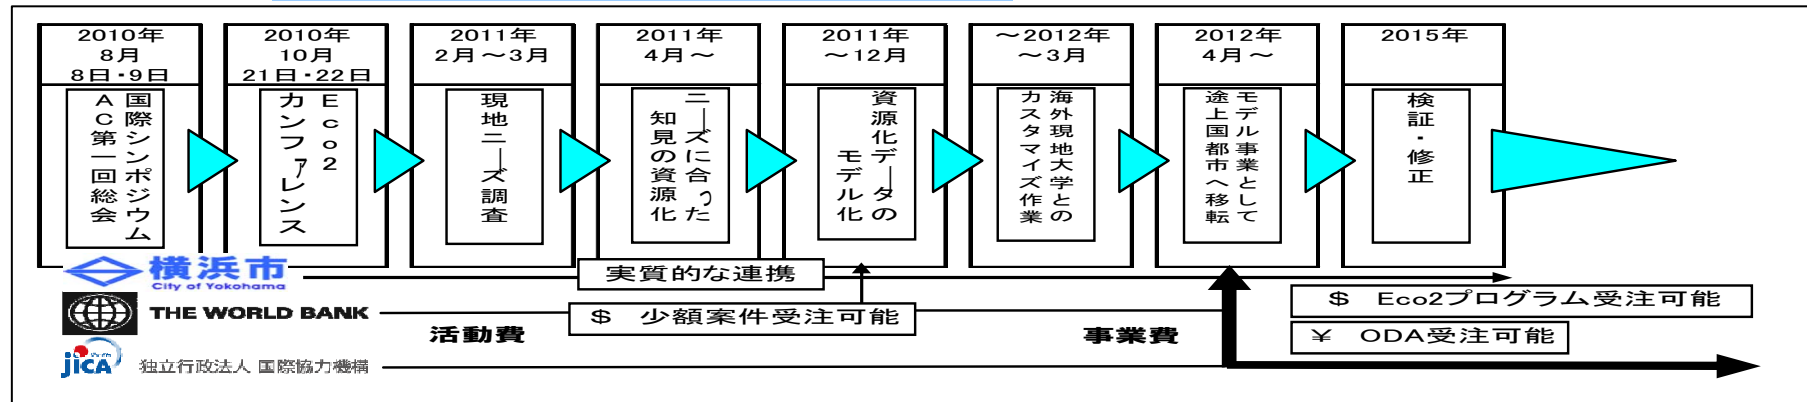 2010年
8月
8日・9日
国際シンポジウム
AC第一回総会
2010年
10月
21日・22日
Eco2
カンファレンス
2011年
2月～3月
現地ニーズ調査
2011年
4月～
ニーズに合った
知見の資源化
2011年
～12月
資源化データの
モデル化
～2012年
～3月
海外現地大学との
カスタマイズ作業
2012年
4月～
モデル事業として
途上国都市へ移転
2015年
検証・修正
横浜市
City of Yokohama
実質的な連携
THE WORLD BANK
活動費
＄ 少額案件受注可能
事業費
＄ Eco2プログラム受注可能
￥ ODA受注可能
jICA 独立行政法人 国際協力機構